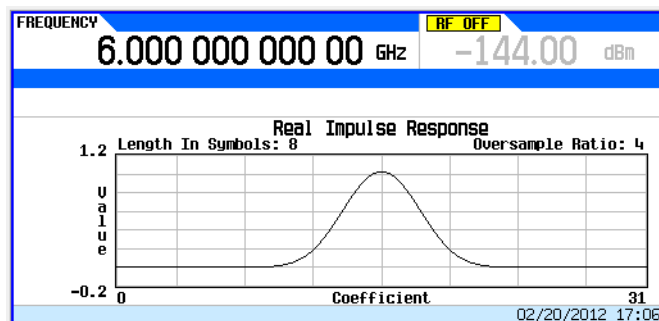 FREQUENCY
6.000 000 000 00 GHz
RF OFF
-144.00 dBm
Real Impulse Response
Length In Symbols: 8
Oversample Ratio: 4
1.2
Value
-0.2
0
Coefficient
31
02/20/2012 17:06